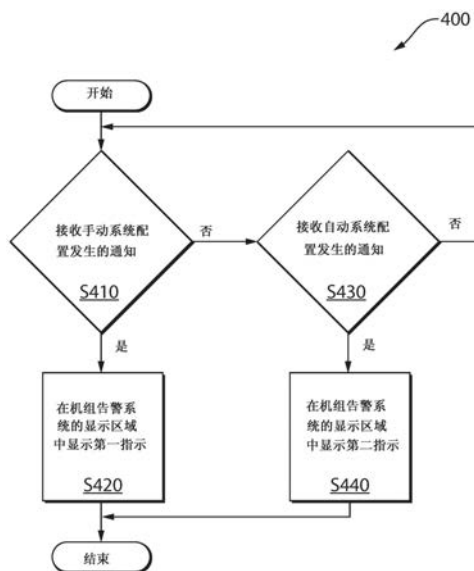 400
开始
接收手动系统配
置发生的通知
S410
否
接收自动系统配
置发生的通知
S430
否
是
是
在机组告警系
统的显示区域
中显示第一指示
S420
在机组告警系
统的显示区域
中显示第二指示
S440
结束